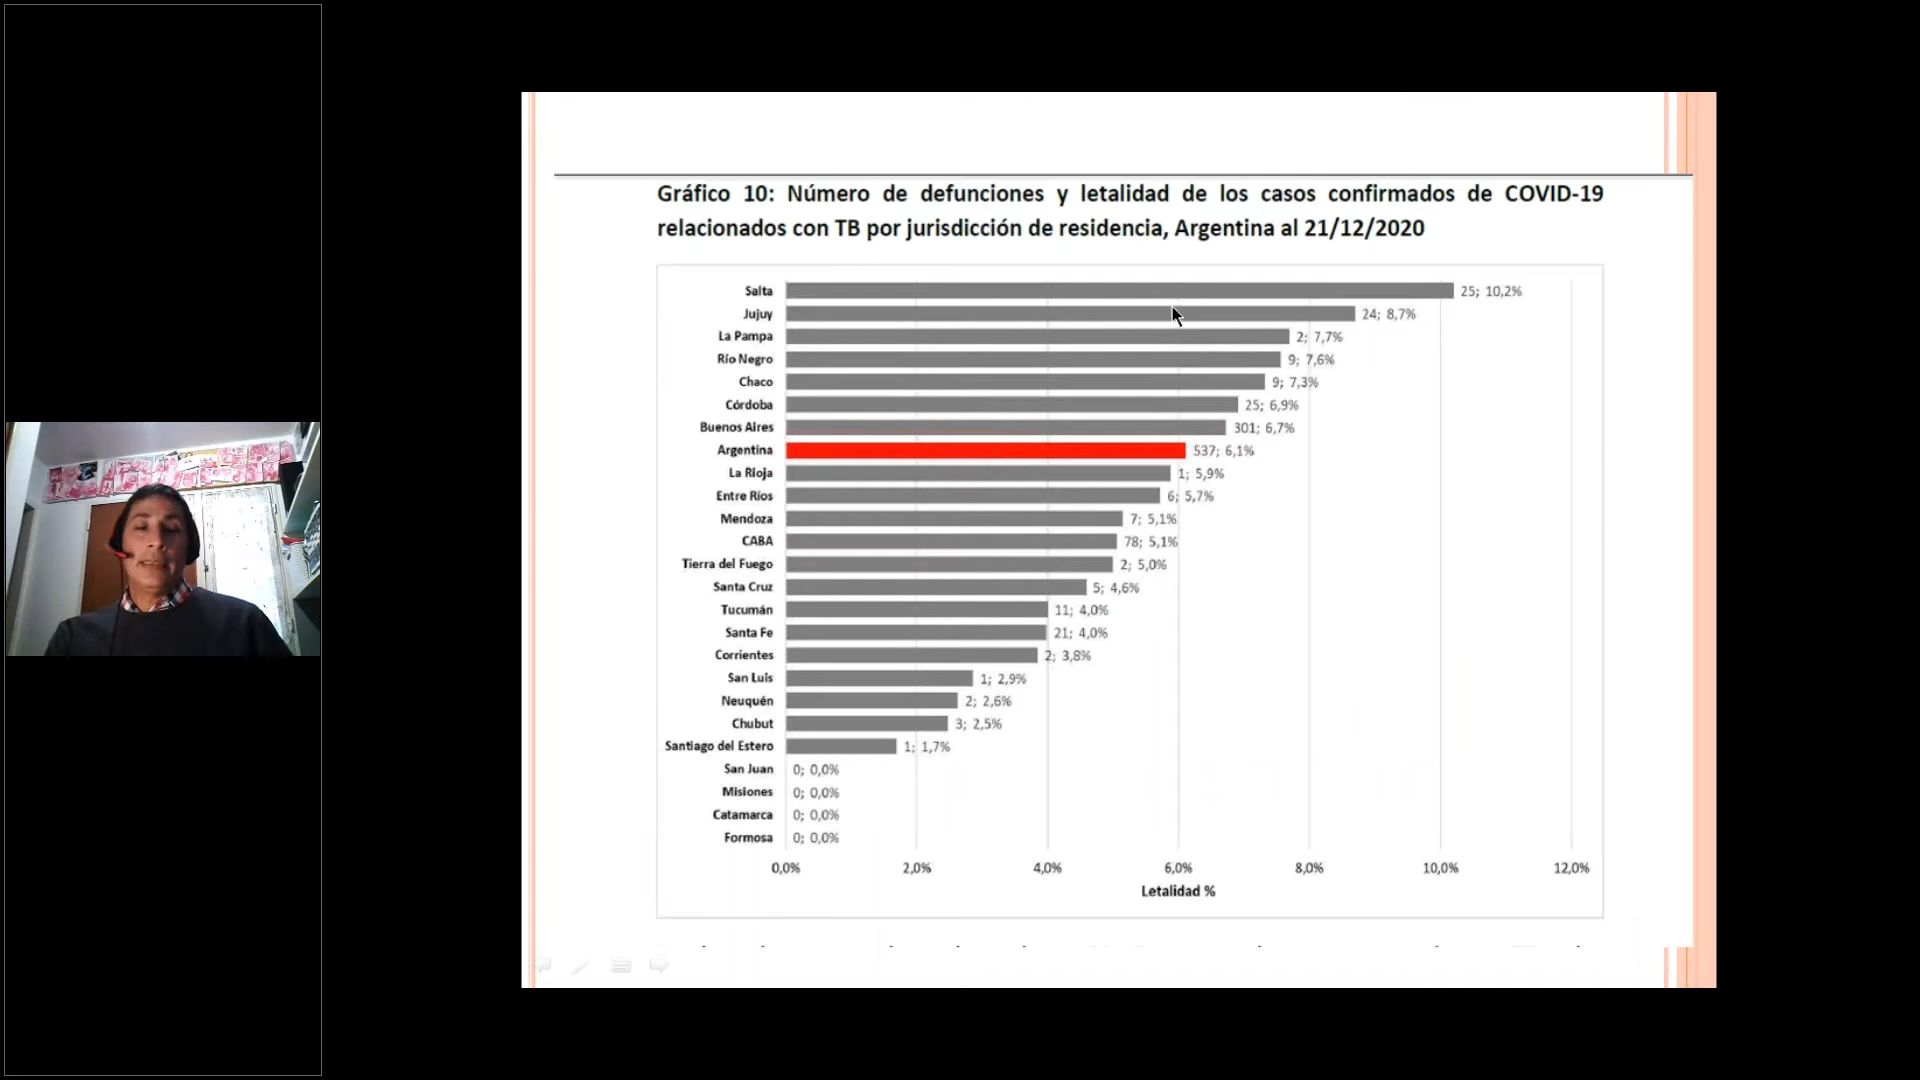 Gráfico 10: Número de defunciones y letalidad de los casos confirmados de COVID-19
relacionados con TB por jurisdicción de residencia, Argentina al 21/12/2020
Salta 25; 10,2%
Jujuy 24; 8,7%
La Pampa 2; 7,7%
Río Negro 9; 7,6%
Chaco 9; 7,3%
Córdoba 25; 6,9%
Buenos Aires 301; 6,7%
Argentina 537; 6,1%
La Rioja 1; 5,9%
Entre Ríos 6; 5,7%
Mendoza 7; 5,1%
CABA 78; 5,1%
Tierra del Fuego 2; 5,0%
Santa Cruz 5; 4,6%
Tucumán 11; 4,0%
Santa Fe 21; 4,0%
Corrientes 2; 3,8%
San Luis 1; 2,9%
Neuquén 2; 2,6%
Chubut 3; 2,5%
Santiago del Estero 1; 1,7%
San Juan 0; 0,0%
Misiones 0; 0,0%
Catamarca 0; 0,0%
Formosa 0; 0,0%
0,0% 2,0% 4,0% 6,0% 8,0% 10,0% 12,0%
Letalidad %